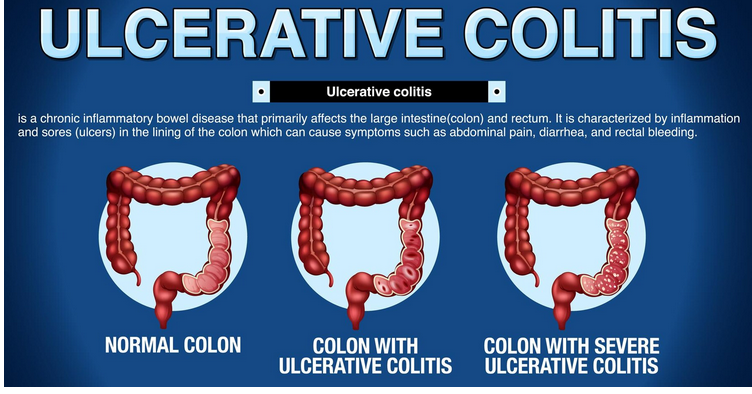 ULCERATIVE COLITIS
Ulcerative colitis
is a chronic inflammatory bowel disease that primarily affects the large intestine(colon) and rectum. It is characterized by inflammation
and sores (ulcers) in the lining of the colon which can cause symptoms such as abdominal pain, diarrhea, and rectal bleeding.
NORMAL COLON
COLON WITH
ULCERATIVE COLITIS
COLON WITH SEVERE
ULCERATIVE COLITIS